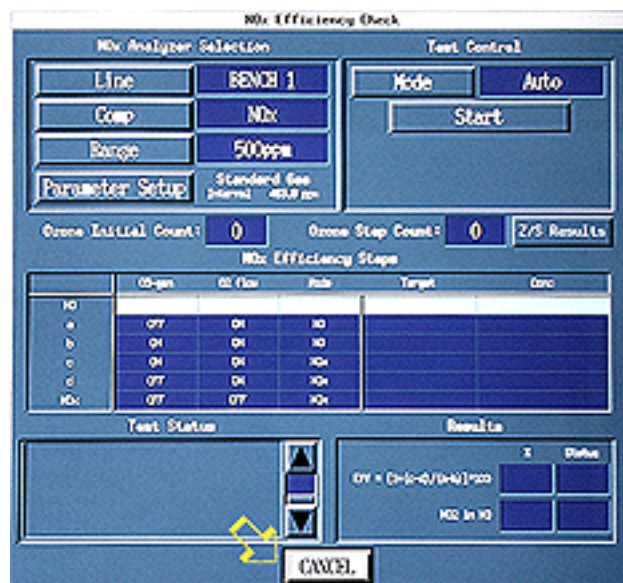 NOx Efficiency Check
NOx Analyzer Selection
Test Control
Line BENCH 1
Mode Auto
Comp NOx
Start
Range 500ppm
Parameter Setup Standard Gas
Ozone Initial Count: 0 Ozone Step Count: 0 Z/S Results
NOx Efficiency Steps
O3-gen O2 flow Mode Target Conc
NO
a OFF ON NO
b ON ON NO
c ON ON NOx
d OFF ON NOx
NOx OFF OFF NOx
Test Status
Results
% Status
NO2 in NO
CANCEL